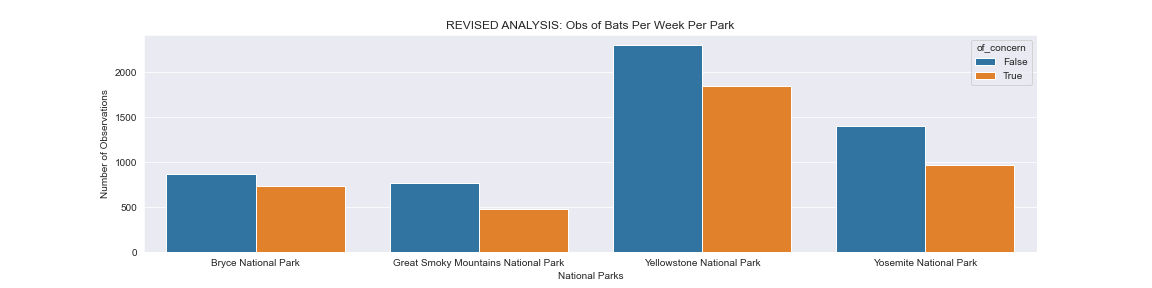 REVISED ANALYSIS: Obs of Bats Per Week Per Park
of_concern
False
True
Number of Observations
2000
1500
1000
500
0
Bryce National Park
Great Smoky Mountains National Park
Yellowstone National Park
Yosemite National Park
National Parks